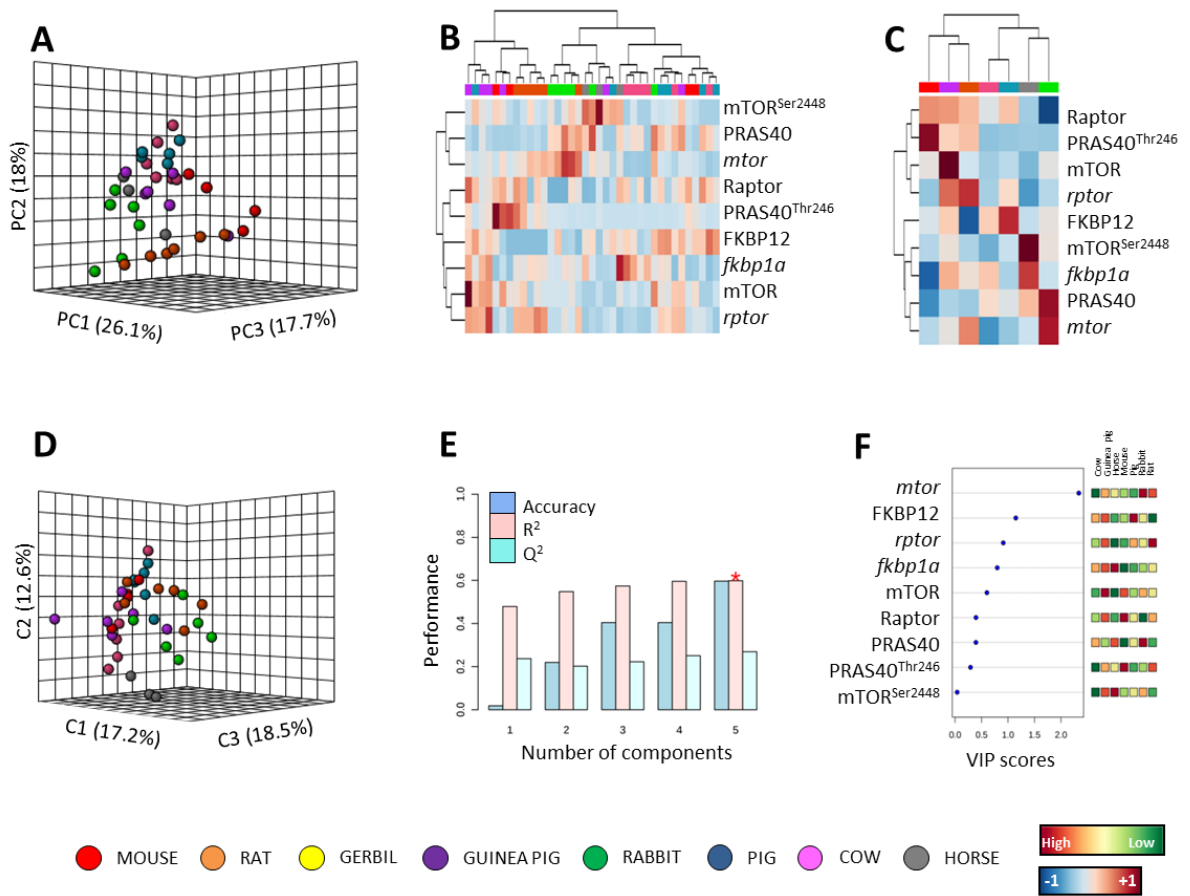 A
PC2 (18%)
PC1 (26.1%)
PC3 (17.7%)
B
mTORSer2448
PRAS40
mtor
Raptor
PRAS40Thr246
FKBP12
fkbp1a
mTOR
rptor
C
Raptor
PRAS40Thr246
mTOR
rptor
FKBP12
mTORSer2448
fkbp1a
PRAS40
mtor
D
C2 (12.6%)
C1 (17.2%)
C3 (18.5%)
E
Accuracy
R2
Q2
Performance
1.0
0.8
0.6
0.4
0.2
0.0
*
1 2 3 4 5
Number of components
F
Cow
Guinea pig
Horse
Mouse
Pig
Rabbit
Rat
mtor
FKBP12
rptor
fkbp1a
mTOR
Raptor
PRAS40
PRAS40Thr246
mTORSer2448
0.0 0.5 1.0 1.5 2.0
VIP scores
MOUSE RAT GERBIL GUINEA PIG RABBIT PIG COW HORSE
High Low
-1 +1